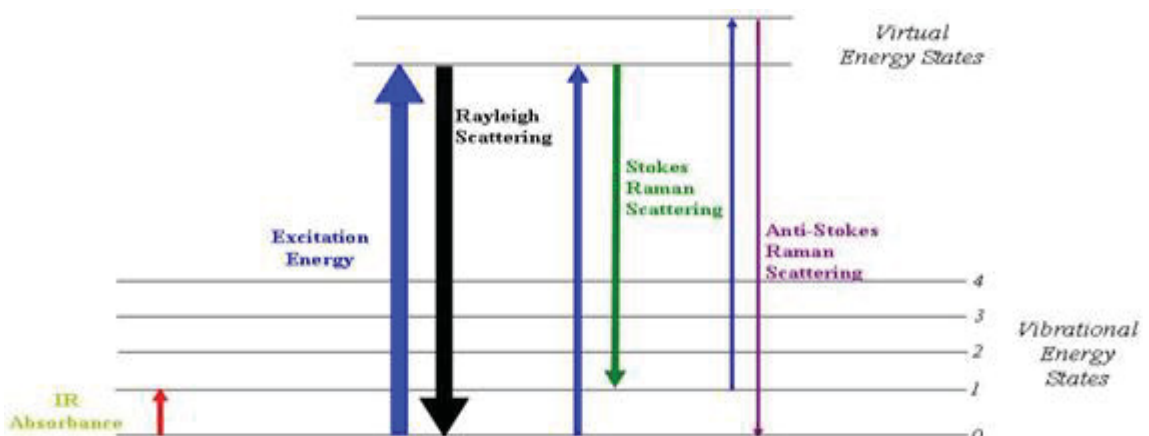 Virtual
Energy States
Rayleigh
Scattering
Stokes
Raman
Scattering
Excitation
Energy
Anti-Stokes
Raman
Scattering
4
3
2
1
0
Vibrational
Energy
States
IR
Absorbance